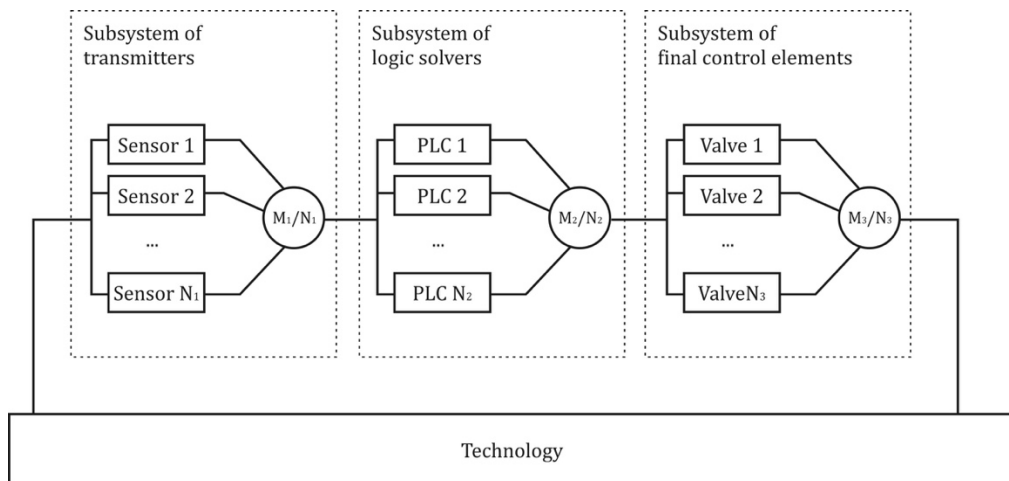 Subsystem of
transmitters
Sensor 1
Sensor 2
...
Sensor N₁
M₁/N₁
Subsystem of
logic solvers
PLC 1
PLC 2
...
PLC N₂
M₂/N₂
Subsystem of
final control elements
Valve 1
Valve 2
...
ValveN₃
M₃/N₃
Technology